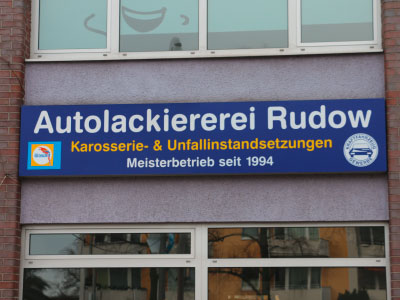 Autolackiererei Rudow
Karosserie- & Unfallinstandsetzungen
Meisterbetrieb seit 1994